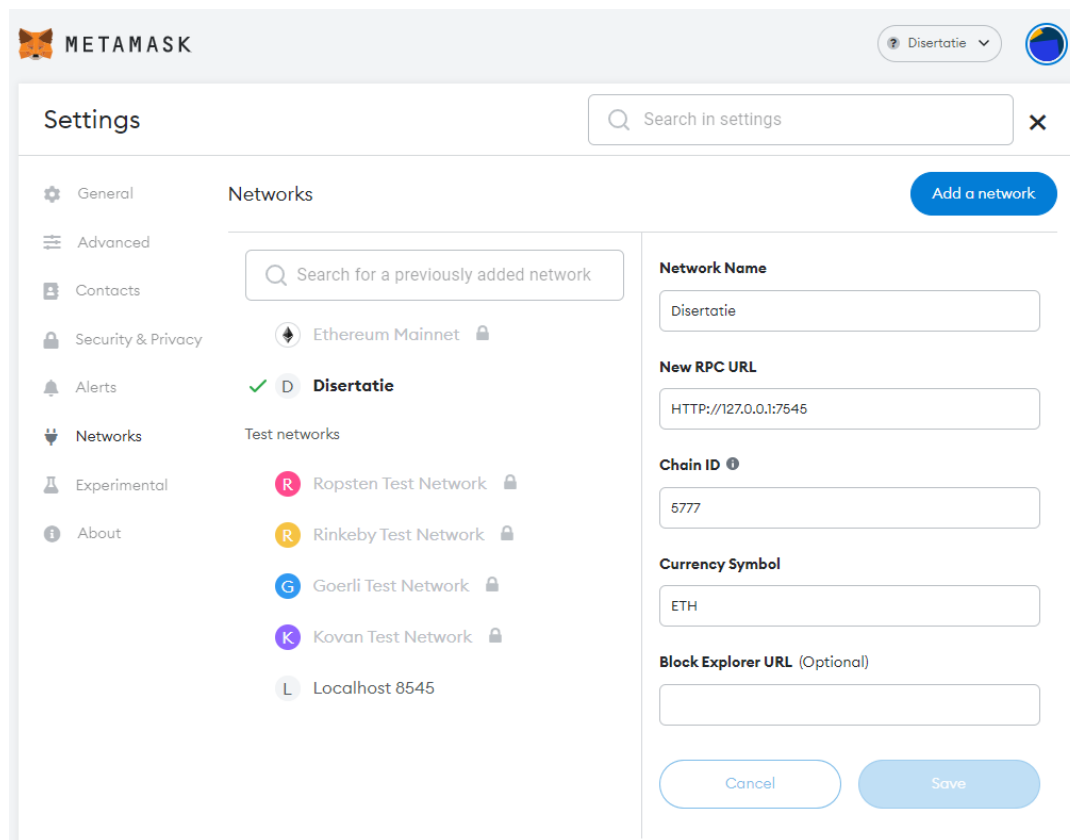 METAMASK
Disertatie
Settings
Search in settings
General
Advanced
Contacts
Security & Privacy
Alerts
Networks
Experimental
About
Networks
Add a network
Search for a previously added network
Ethereum Mainnet
D Disertatie
Test networks
R Ropsten Test Network
R Rinkeby Test Network
G Goerli Test Network
K Kovan Test Network
L Localhost 8545
Network Name
Disertatie
New RPC URL
HTTP://127.0.0.1:7545
Chain ID
5777
Currency Symbol
ETH
Block Explorer URL (Optional)
Cancel
Save